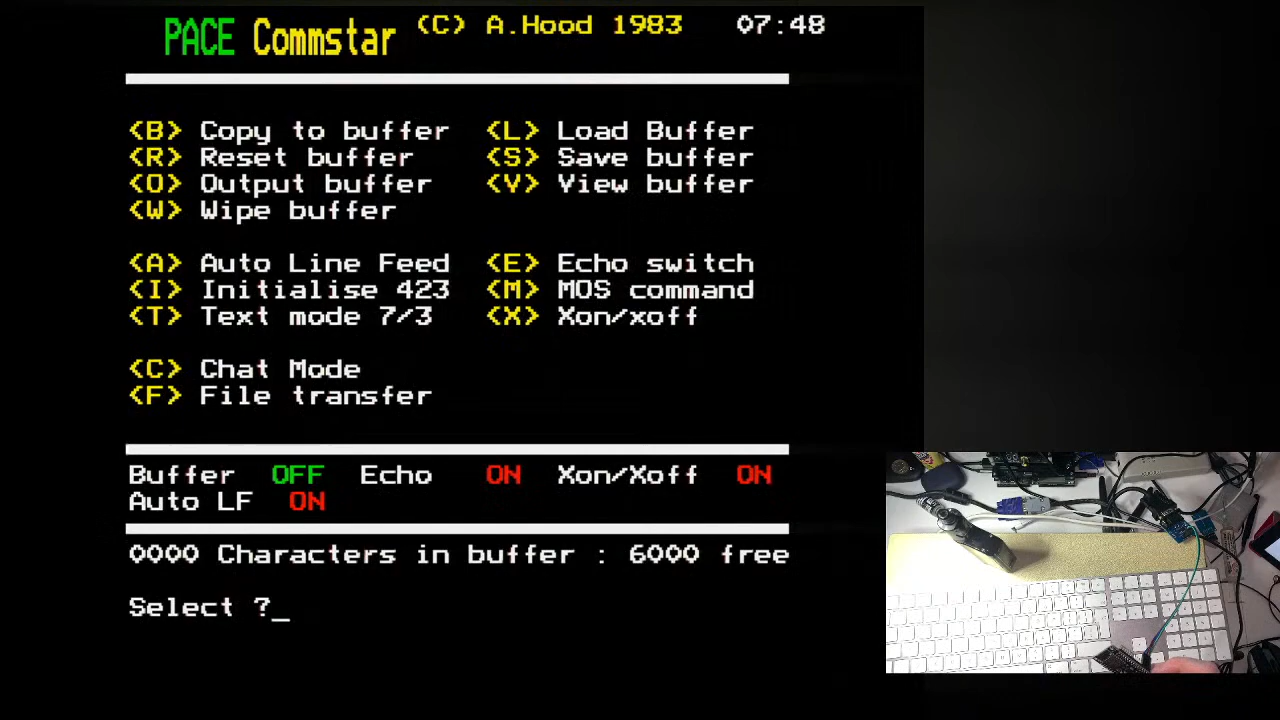 PACE Commstar (C) A.Hood 1983 07:48
<B> Copy to buffer <L> Load Buffer
<R> Reset buffer <S> Save buffer
<O> Output buffer <V> View buffer
<W> Wipe buffer
<A> Auto Line Feed <E> Echo switch
<I> Initialise 423 <M> MOS command
<T> Text mode 7/3 <X> Xon/xoff
<C> Chat Mode
<F> File transfer
Buffer OFF Echo ON Xon/Xoff ON
Auto LF ON
0000 Characters in buffer : 6000 free
Select ?_